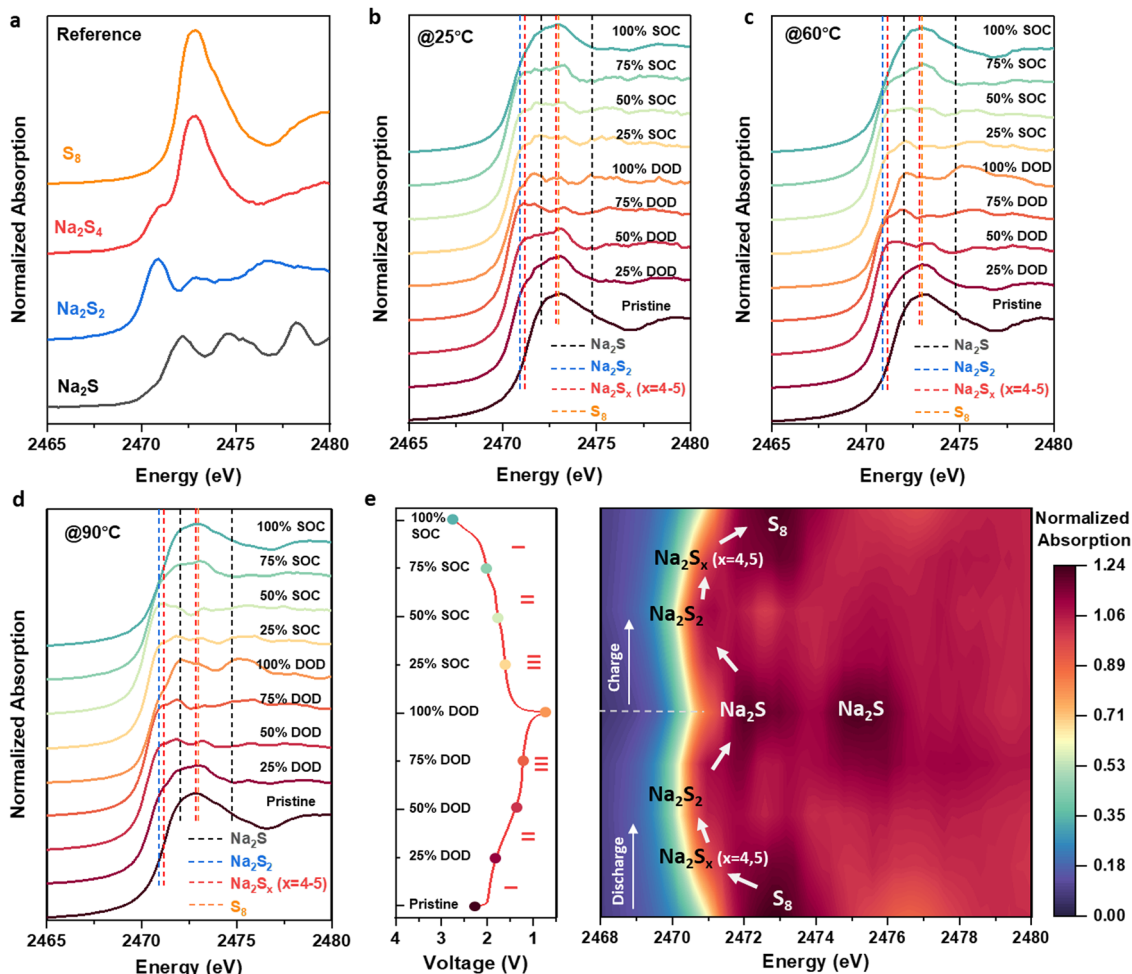 a
Reference
S8
Na2S4
Na2S2
Na2S
Normalized Absorption
2465
2470
2475
2480
Energy (eV)
b
@25°C
100% SOC
75% SOC
50% SOC
25% SOC
100% DOD
75% DOD
50% DOD
25% DOD
Pristine
Na2S
Na2S2
Na2Sx (x=4-5)
S8
Normalized Absorption
2465
2470
2475
2480
Energy (eV)
c
@60°C
100% SOC
75% SOC
50% SOC
25% SOC
100% DOD
75% DOD
50% DOD
25% DOD
Pristine
Na2S
Na2S2
Na2Sx (x=4-5)
S8
Normalized Absorption
2465
2470
2475
2480
Energy (eV)
d
@90°C
100% SOC
75% SOC
50% SOC
25% SOC
100% DOD
75% DOD
50% DOD
25% DOD
Pristine
Na2S
Na2S2
Na2Sx (x=4-5)
S8
Normalized Absorption
2465
2470
2475
2480
Energy (eV)
e
100%
SOC
75% SOC
50% SOC
25% SOC
100% DOD
75% DOD
50% DOD
25% DOD
Pristine
I
II
III
III
II
I
4
3
2
1
Voltage (V)
S8
Na2Sx (x=4,5)
Na2S2
Charge
Na2S
Na2S
Na2S2
Na2Sx (x=4,5)
Discharge
S8
2468
2470
2472
2474
2476
2478
2480
Energy (eV)
Normalized
Absorption
1.24
1.06
0.89
0.71
0.53
0.35
0.18
0.00